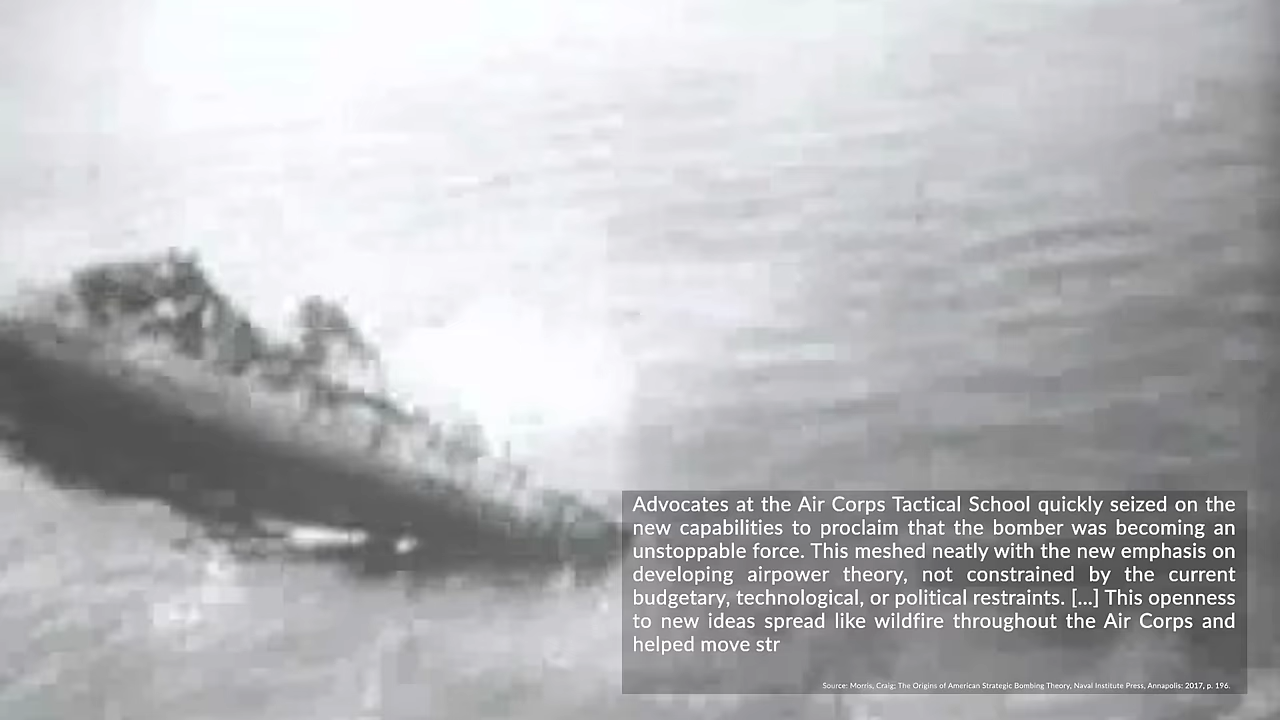 Advocates at the Air Corps Tactical School quickly seized on the
new capabilities to proclaim that the bomber was becoming an
unstoppable force. This meshed neatly with the new emphasis on
developing airpower theory, not constrained by the current
budgetary, technological, or political restraints. [...] This openness
to new ideas spread like wildfire throughout the Air Corps and
helped move str
Source: Morris, Craig; The Origins of American Strategic Bombing Theory, Naval Institute Press, Annapolis: 2017, p. 196.